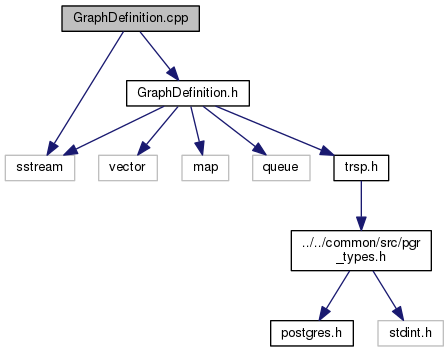 GraphDefinition.cpp
GraphDefinition.h
sstream
vector
map
queue
trsp.h
../../common/src/pgr
_types.h
postgres.h
stdint.h